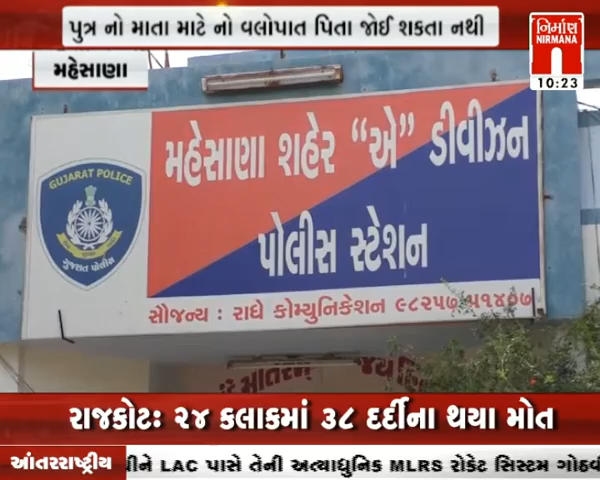 પુત્ર નો માતા માટે નો વલોપાત પિતા જોઈ શકતા નથી
નિર્માણ
NIRMANA
10:23
મહેસાણા
મહેસાણા શહેર “એ” ડીવીઝન
પોલીસ સ્ટેશન
GUJARAT POLICE
ગુજરાત પોલીસ
સૌજન્ય : રાધે કોમ્યુનિકેશન ૯૮૨૫૭ ૫૧૪૦૭
રાજકોટઃ ૨૪ કલાકમાં ૩૮ દર્દીના થયા મોત
આંતરરાષ્ટ્રીય
LAC પાસે તેની અત્યાધુનિક MLRS રોકેટ સિસ્ટમ